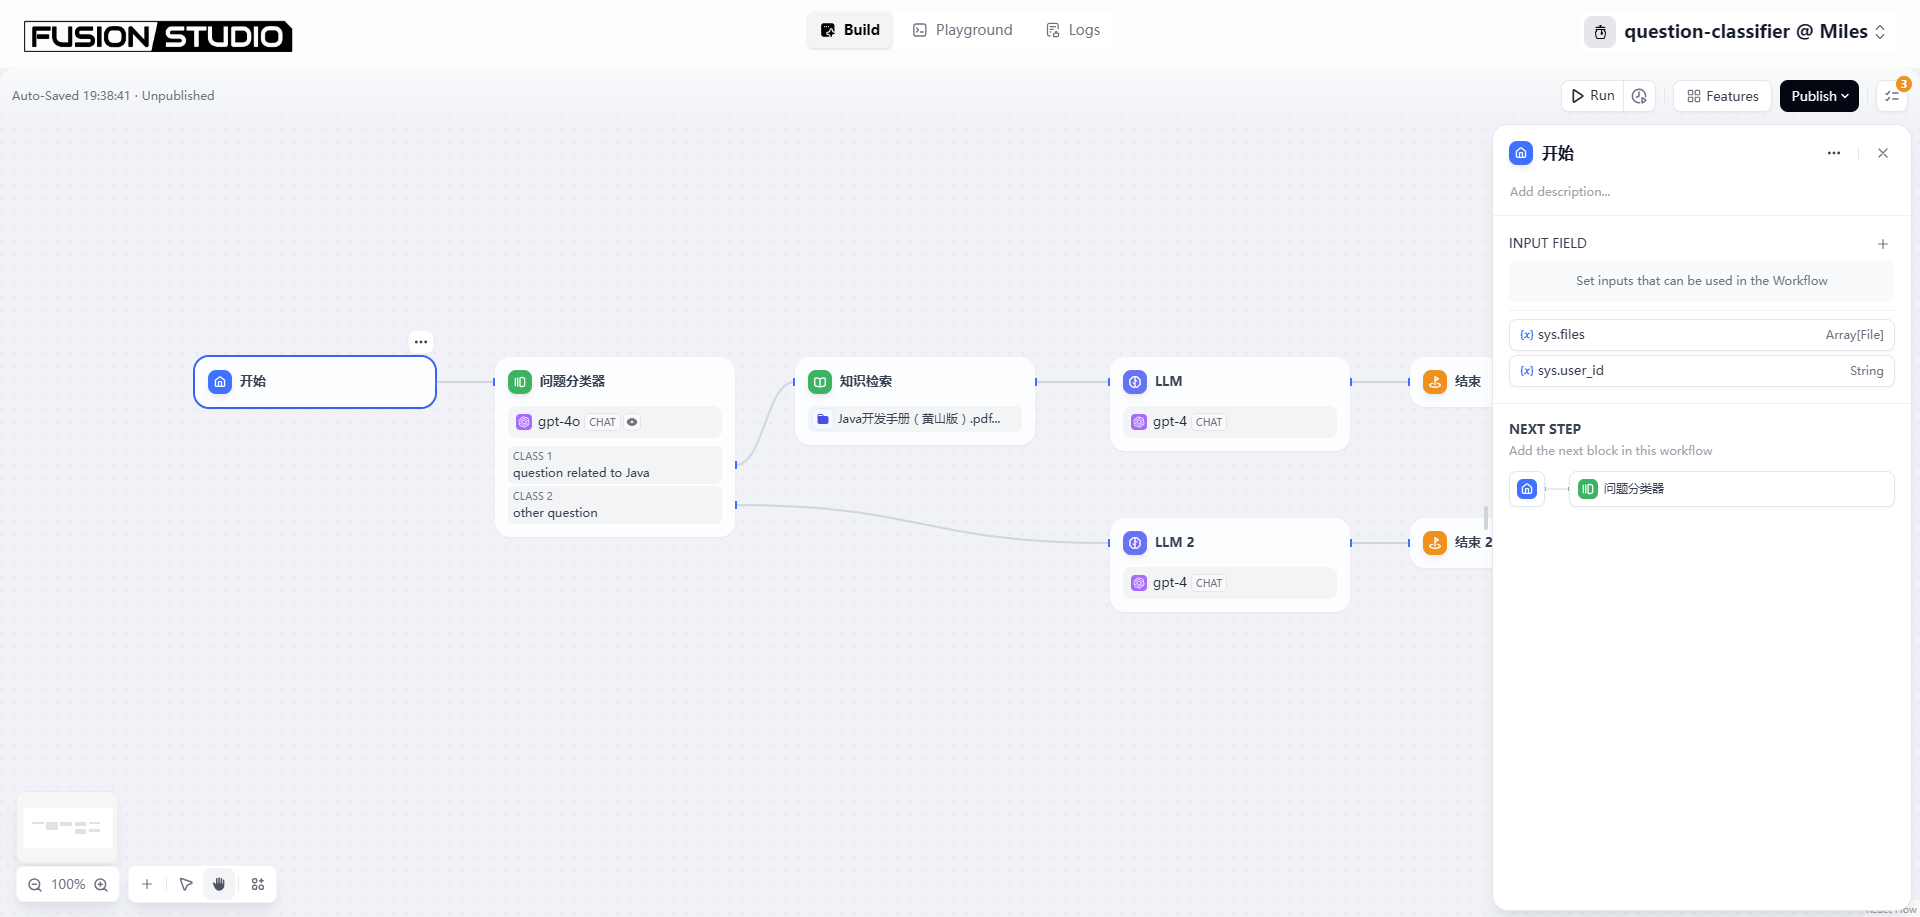 FUSION STUDIO
Build
Playground
Logs
question-classifier @ Miles
Auto-Saved 19:38:41 · Unpublished
Run
Features
Publish
3
开始
Add description...
INPUT FIELD
Set inputs that can be used in the Workflow
{x} sys.files
Array[File]
{x} sys.user_id
String
NEXT STEP
Add the next block in this workflow
问题分类器
开始
问题分类器
gpt-4o CHAT
CLASS 1
question related to Java
CLASS 2
other question
知识检索
Java开发手册（黄山版）.pdf...
LLM
gpt-4 CHAT
结束
LLM 2
gpt-4 CHAT
结束 2
100%
React Flow